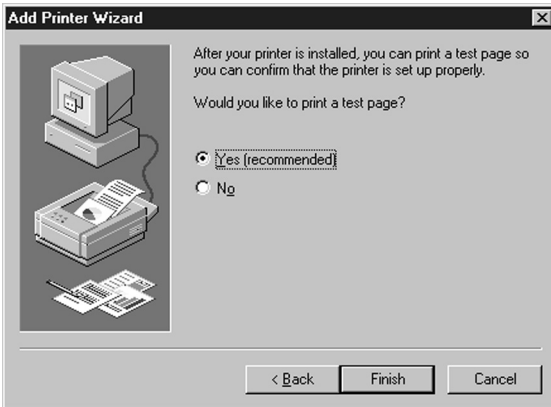 Add Printer Wizard
After your printer is installed, you can print a test page so
you can confirm that the printer is set up properly.
Would you like to print a test page?
Yes (recommended)
No
< Back
Finish
Cancel